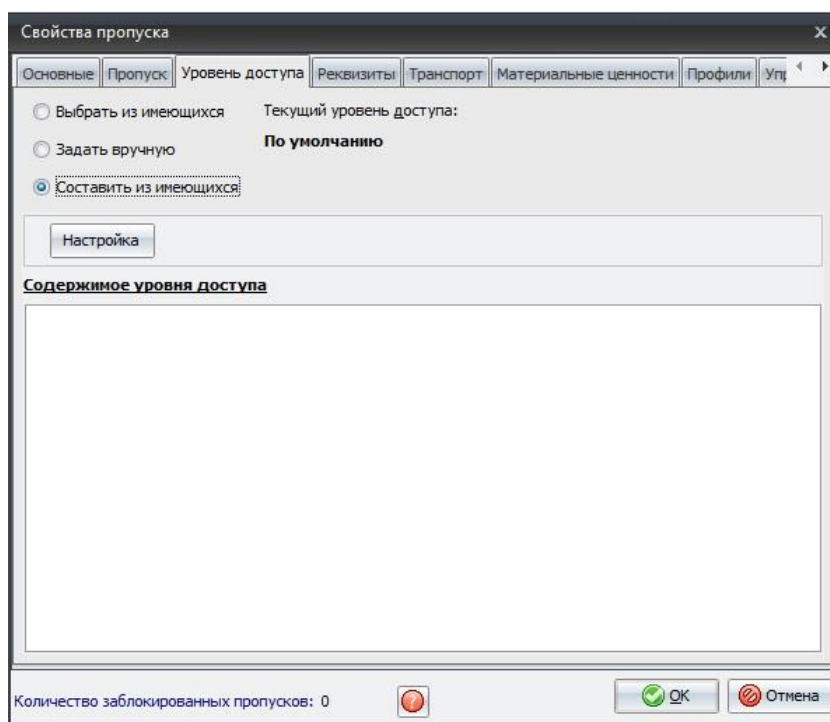 Свойства пропуска x
Основные Пропуск Уровень доступа Реквизиты Транспорт Материальные ценности Профили Упр
Выбрать из имеющихся Текущий уровень доступа:
По умолчанию
Задать вручную
Составить из имеющихся
Настройка
Содержимое уровня доступа
Количество заблокированных пропусков: 0 ? OK Отмена